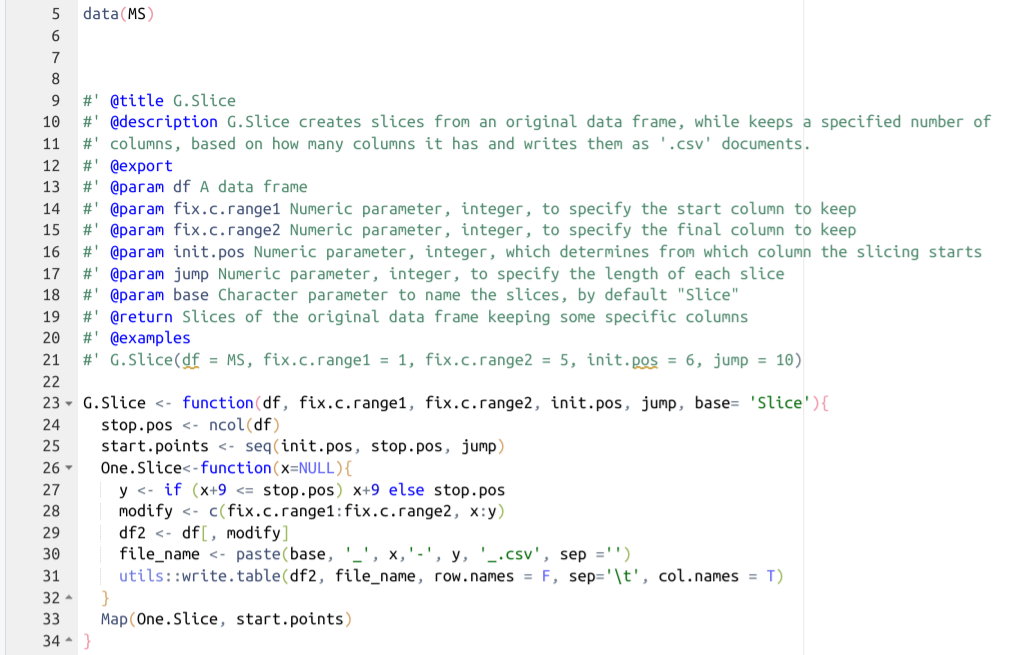 5 data(MS)
6
7
8
9 #' @title G.Slice
10 #' @description G.Slice creates slices from an original data frame, while keeps a specified number of
11 #' columns, based on how many columns it has and writes them as '.csv' documents.
12 #' @export
13 #' @param df A data frame
14 #' @param fix.c.range1 Numeric parameter, integer, to specify the start column to keep
15 #' @param fix.c.range2 Numeric parameter, integer, to specify the final column to keep
16 #' @param init.pos Numeric parameter, integer, which determines from which column the slicing starts
17 #' @param jump Numeric parameter, integer, to specify the length of each slice
18 #' @param base Character parameter to name the slices, by default "Slice"
19 #' @return Slices of the original data frame keeping some specific columns
20 #' @examples
21 #' G.Slice(df = MS, fix.c.range1 = 1, fix.c.range2 = 5, init.pos = 6, jump = 10)
22
23 G.Slice <- function(df, fix.c.range1, fix.c.range2, init.pos, jump, base= 'Slice'){
24   stop.pos <- ncol(df)
25   start.points <- seq(init.pos, stop.pos, jump)
26   One.Slice<-function(x=NULL){
27     y <- if (x+9 <= stop.pos) x+9 else stop.pos
28     modify <- c(fix.c.range1:fix.c.range2, x:y)
29     df2 <- df[, modify]
30     file_name <- paste(base, '_', x,'-', y, '_.csv', sep ='')
31     utils::write.table(df2, file_name, row.names = F, sep='\t', col.names = T)
32   }
33   Map(One.Slice, start.points)
34 }